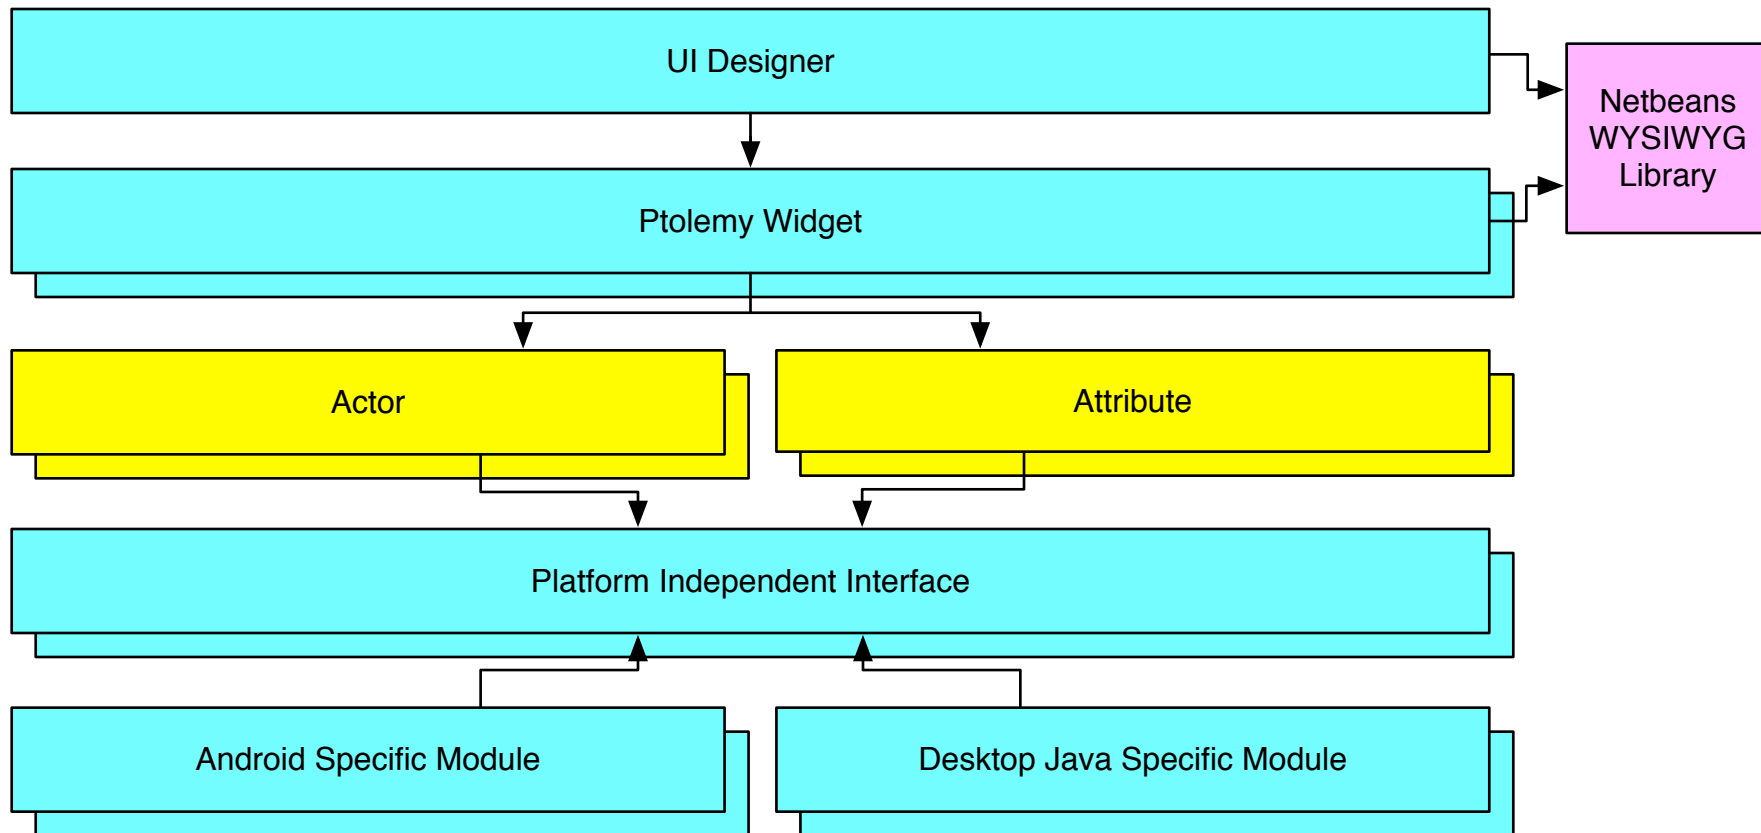 UI Designer
Netbeans
WYSIWYG
Library
Ptolemy Widget
Actor
Attribute
Platform Independent Interface
Android Specific Module
Desktop Java Specific Module